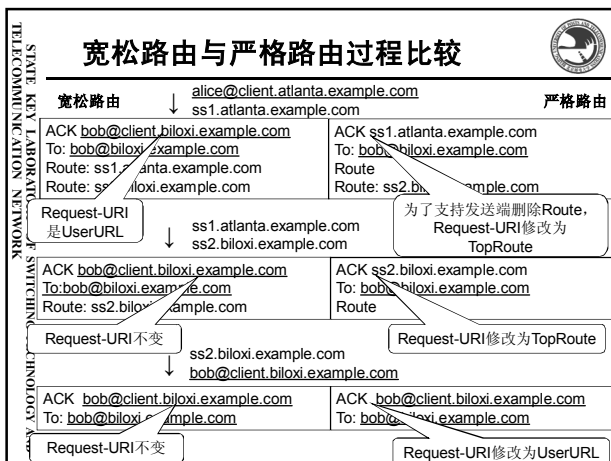 宽松路由与严格路由过程比较
STATE KEY LABORATORY OF SWITCHING TECHNOLOGY AND
TELECOMMUNICATION NETWORK
宽松路由
严格路由
alice@client.atlanta.example.com
ss1.atlanta.example.com
ACK bob@client.biloxi.example.com
To: bob@biloxi.example.com
Route: ss1.atlanta.example.com
Route: ss2.biloxi.example.com
Request-URI
是UserURL
ACK ss1.atlanta.example.com
To: bob@biloxi.example.com
Route
Route: ss2.biloxi.example.com
为了支持发送端删除Route，
Request-URI修改为
TopRoute
ss1.atlanta.example.com
ss2.biloxi.example.com
ACK bob@client.biloxi.example.com
To:bob@biloxi.example.com
Route: ss2.biloxi.example.com
Request-URI不变
ACK ss2.biloxi.example.com
To: bob@biloxi.example.com
Route
Request-URI修改为TopRoute
ss2.biloxi.example.com
bob@client.biloxi.example.com
ACK bob@client.biloxi.example.com
To: bob@biloxi.example.com
Request-URI不变
ACK bob@client.biloxi.example.com
To: bob@biloxi.example.com
Request-URI修改为UserURL